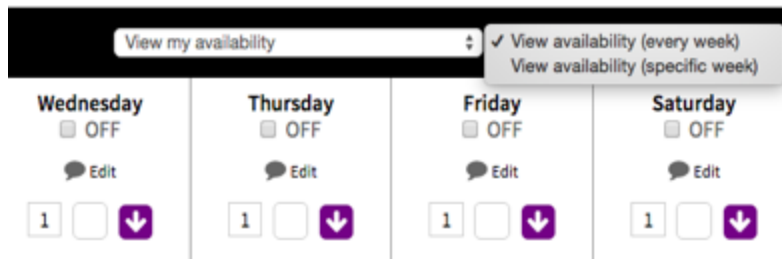 View my availability
✓ View availability (every week)
View availability (specific week)
Wednesday Thursday Friday Saturday
OFF OFF OFF OFF
Edit Edit Edit Edit
1 1 1 1